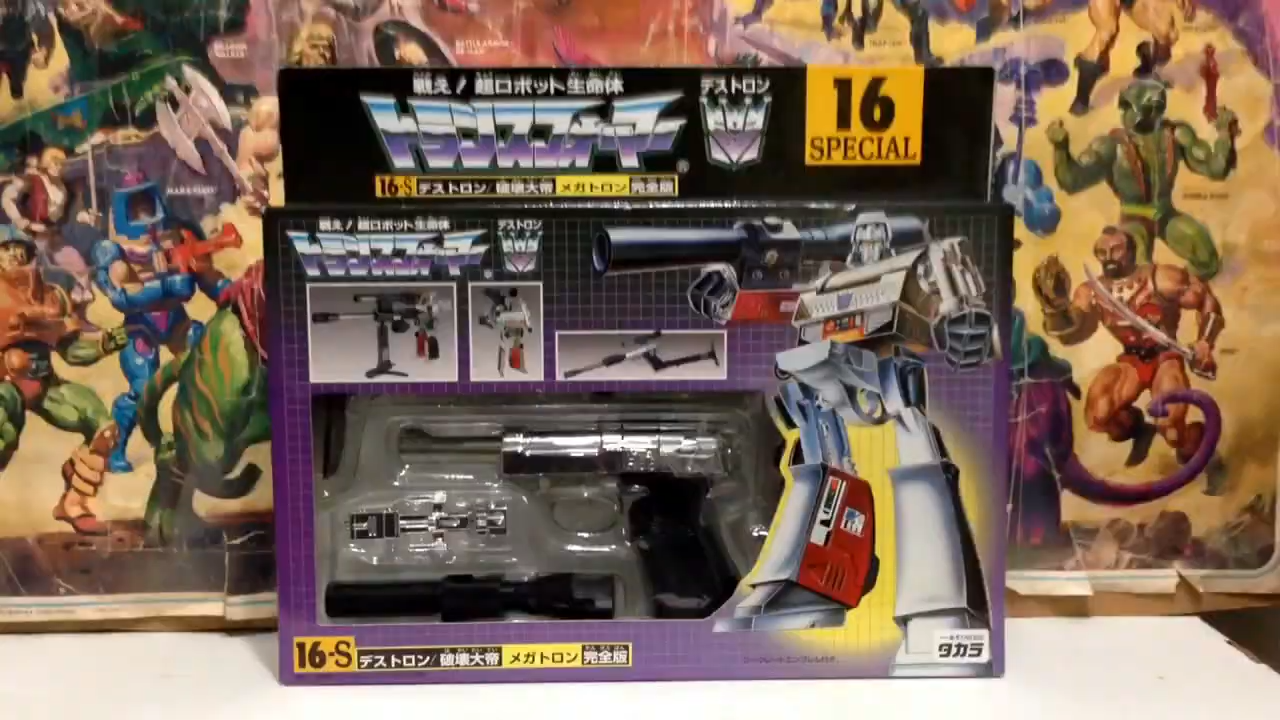 戦え!超ロボット生命体
デストロン
トランスフォーマー
®
16
SPECIAL
16-S デストロン/破壊大帝 メガトロン 完全版
戦え!超ロボット生命体
デストロン
トランスフォーマー
®
16-S デストロン/破壊大帝 メガトロン 完全版
タカラ